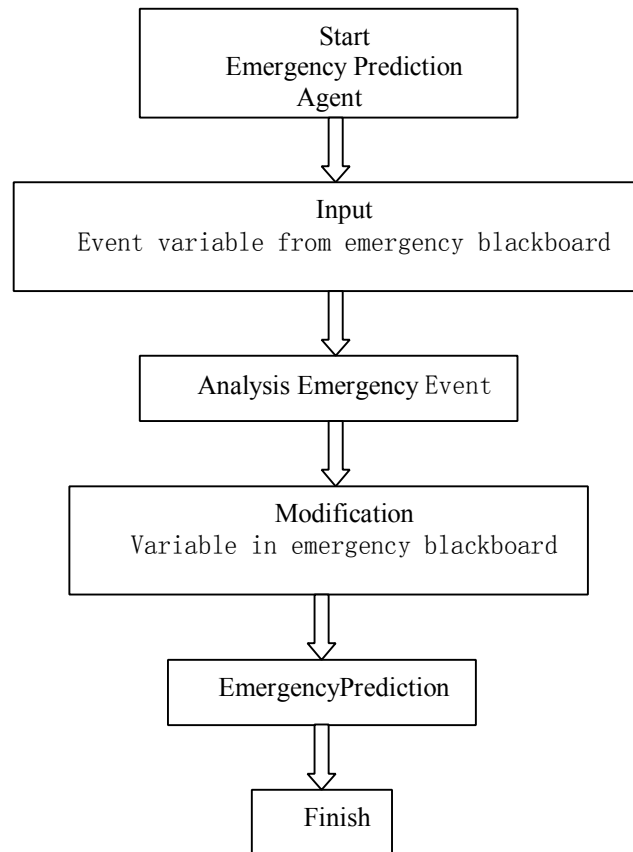 Start
Emergency Prediction
Agent
Input
Event variable from emergency blackboard
Analysis Emergency Event
Modification
Variable in emergency blackboard
EmergencyPrediction
Finish